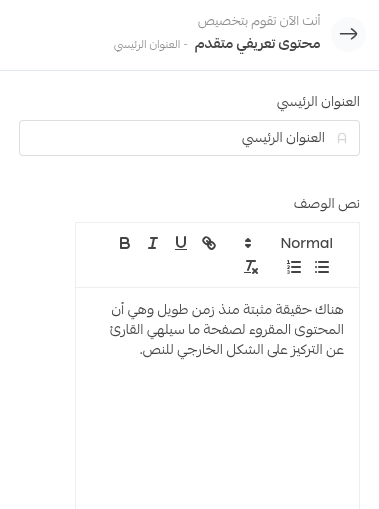 أنت الآن تقوم بتخصيص
محتوى تعريفي متقدم - العنوان الرئيسي
العنوان الرئيسي
العنوان الرئيسي
نص الوصف
Normal B I U
هناك حقيقة مثبتة منذ زمن طويل وهي أن
المحتوى المقروء لصفحة ما سيلهي القارئ
عن التركيز على الشكل الخارجي للنص.